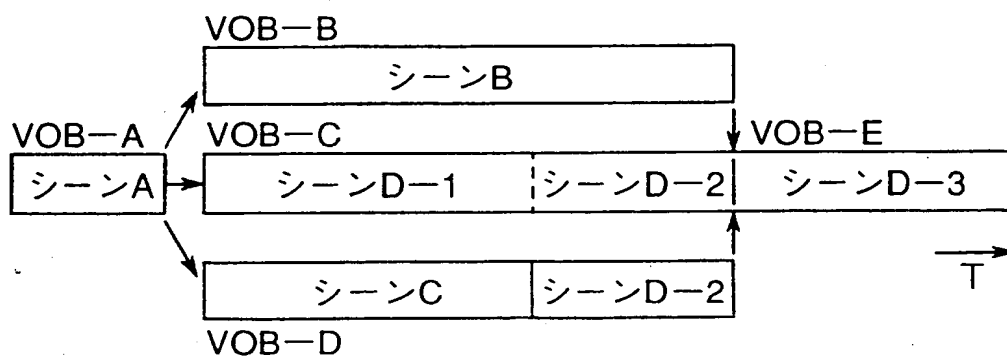 VOB—B
シーンB
VOB—A
VOB—C
VOB—E
シーンA
シーンD—1
シーンD—2
シーンD—3
シーンC
シーンD—2
T
VOB—D